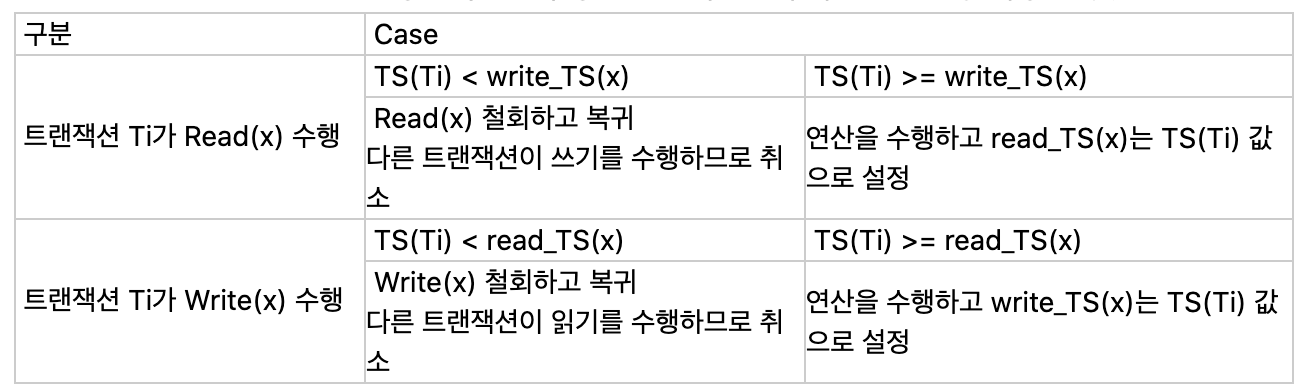 구분
Case
트랜잭션 Ti가 Read(x) 수행
TS(Ti) < write_TS(x)
TS(Ti) >= write_TS(x)
Read(x) 철회하고 복귀
다른 트랜잭션이 쓰기를 수행하므로 취
소
연산을 수행하고 read_TS(x)는 TS(Ti) 값
으로 설정
트랜잭션 Ti가 Write(x) 수행
TS(Ti) < read_TS(x)
TS(Ti) >= read_TS(x)
Write(x) 철회하고 복귀
다른 트랜잭션이 읽기를 수행하므로 취
소
연산을 수행하고 write_TS(x)는 TS(Ti) 값
으로 설정